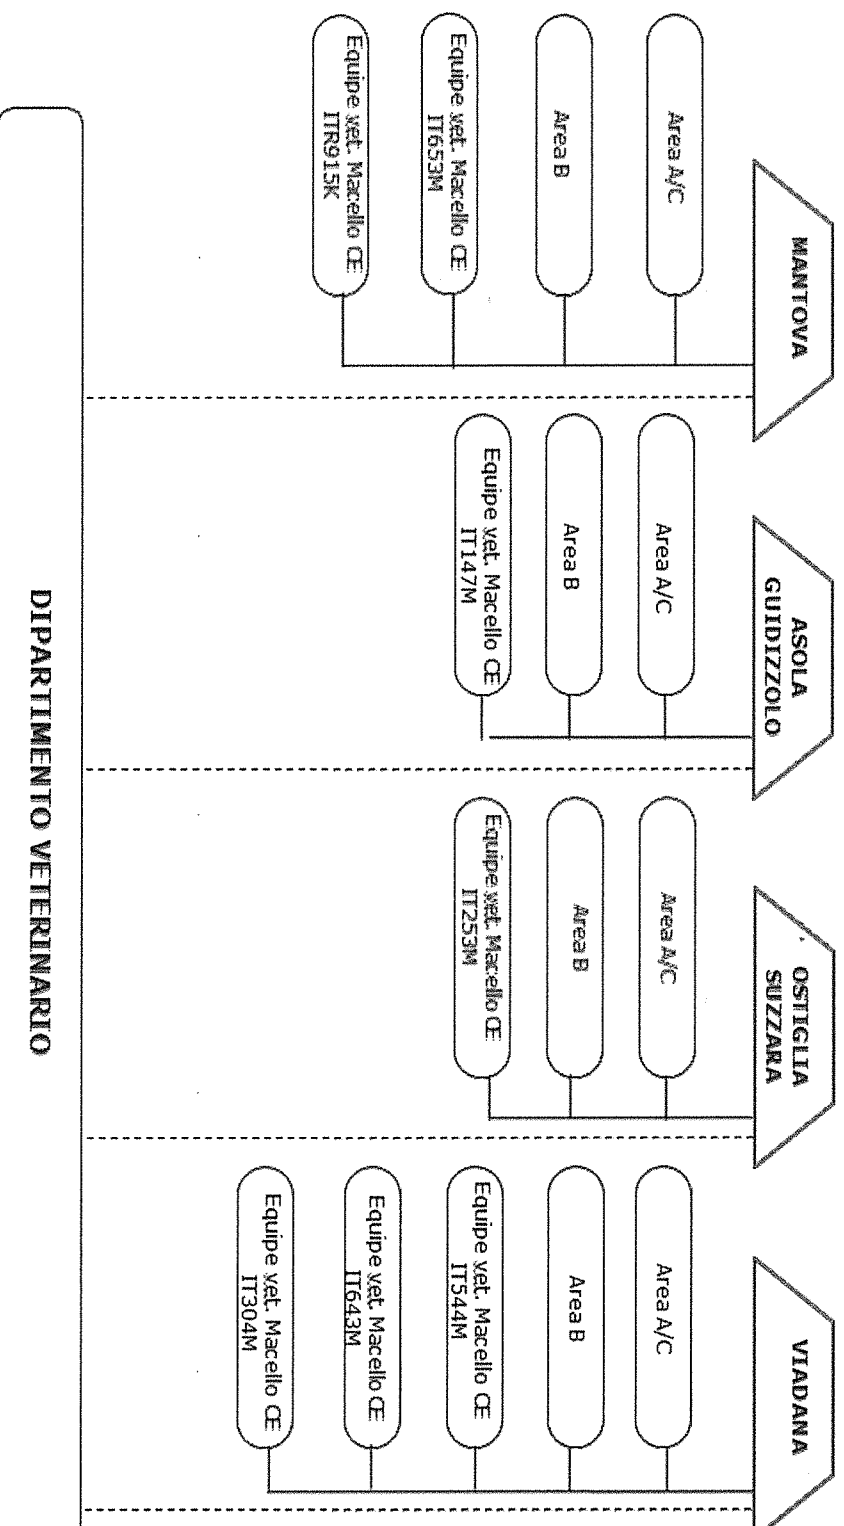 MANTOVA
Area A/C
Area B
Equipe vet. Macello CE
IT653M
Equipe vet. Macello CE
ITR915K
ASOLA
GUIDIZZOLO
Area A/C
Area B
Equipe vet. Macello CE
IT147M
OSTIGLIA
SUZZARA
Area A/C
Area B
Equipe vet. Macello CE
IT253M
VIADANA
Area A/C
Area B
Equipe vet. Macello CE
IT544M
Equipe vet. Macello CE
IT643M
Equipe vet. Macello CE
IT304M
DIPARTIMENTO VETERINARIO